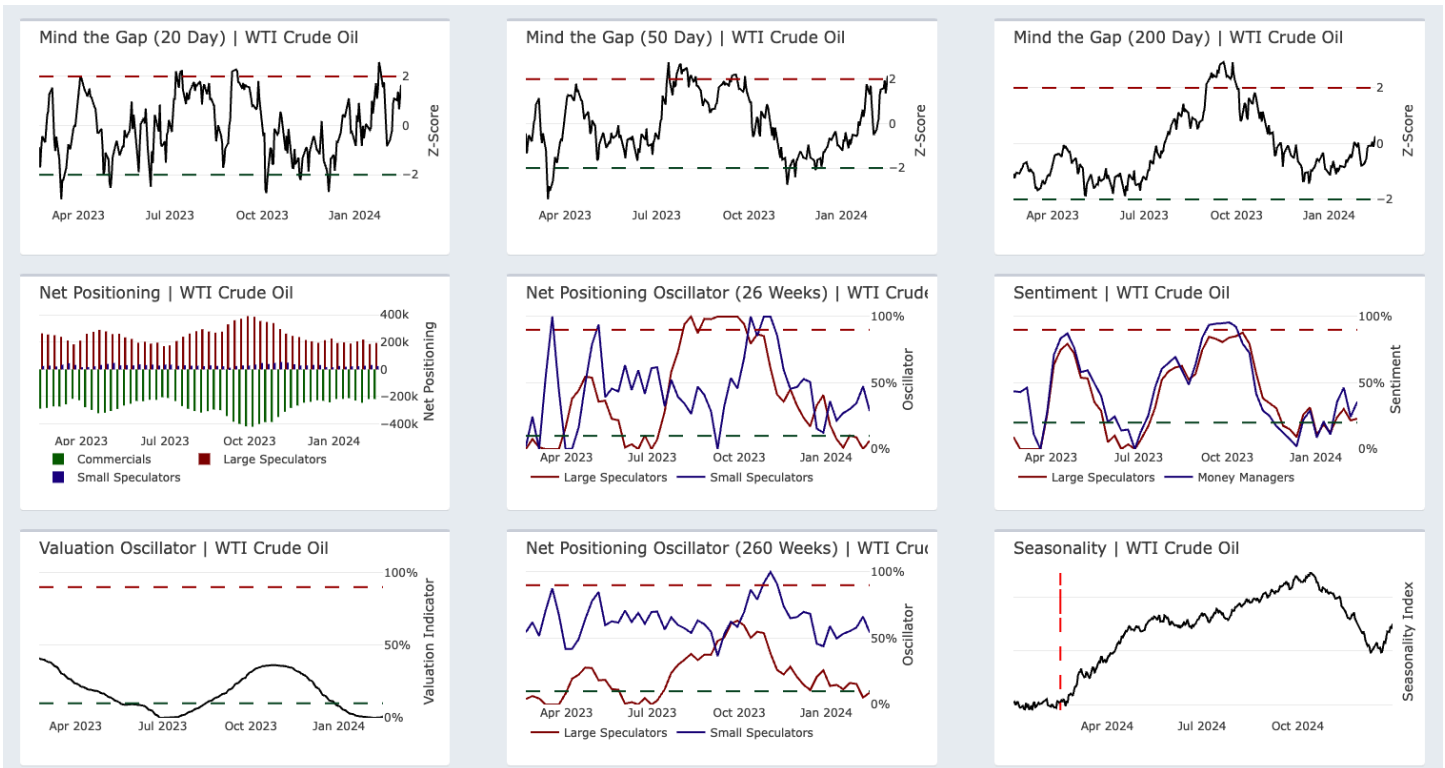 Mind the Gap (20 Day) | WTI Crude Oil
2
0
−2
Z-Score
Apr 2023 Jul 2023 Oct 2023 Jan 2024
Mind the Gap (50 Day) | WTI Crude Oil
2
0
−2
Z-Score
Apr 2023 Jul 2023 Oct 2023 Jan 2024
Mind the Gap (200 Day) | WTI Crude Oil
2
0
−2
Z-Score
Apr 2023 Jul 2023 Oct 2023 Jan 2024
Net Positioning | WTI Crude Oil
400k
200k
0
−200k
−400k
Net Positioning
Apr 2023 Jul 2023 Oct 2023 Jan 2024
Commercials Large Speculators
Small Speculators
Net Positioning Oscillator (26 Weeks) | WTI Crude
100%
50%
0%
Oscillator
Apr 2023 Jul 2023 Oct 2023 Jan 2024
Large Speculators Small Speculators
Sentiment | WTI Crude Oil
100%
50%
0%
Sentiment
Apr 2023 Jul 2023 Oct 2023 Jan 2024
Large Speculators Money Managers
Valuation Oscillator | WTI Crude Oil
100%
50%
0%
Valuation Indicator
Apr 2023 Jul 2023 Oct 2023 Jan 2024
Net Positioning Oscillator (260 Weeks) | WTI Cru
100%
50%
0%
Oscillator
Apr 2023 Jul 2023 Oct 2023 Jan 2024
Large Speculators Small Speculators
Seasonality | WTI Crude Oil
Seasonality Index
Apr 2024 Jul 2024 Oct 2024